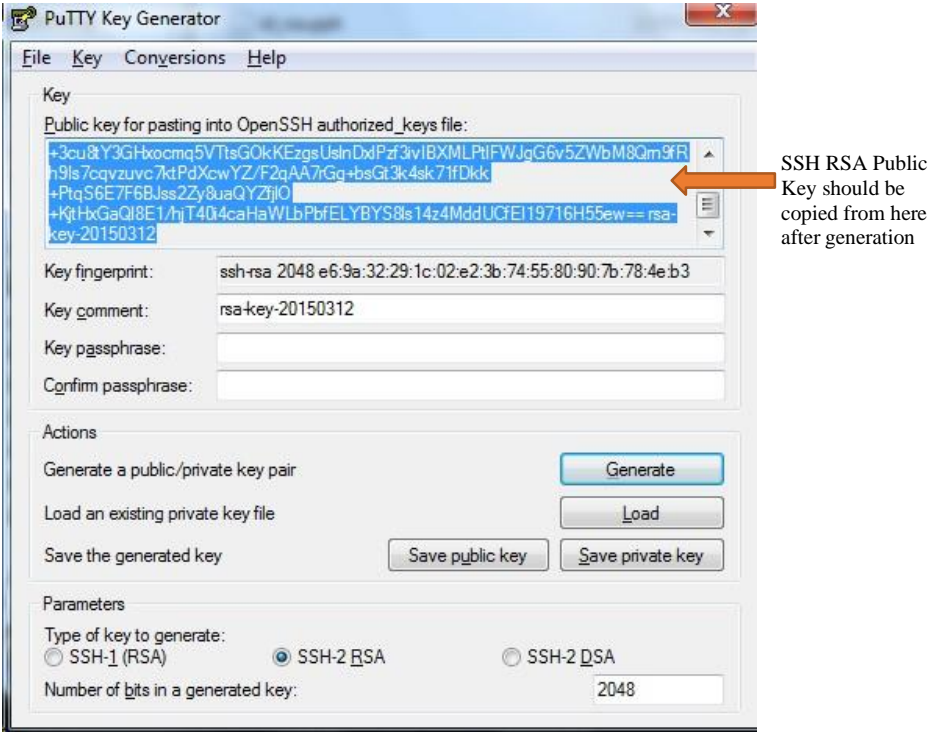 PuTTY Key Generator
File Key Conversions Help
Key
Public key for pasting into OpenSSH authorized_keys file:
+3cu8tY3GHxocmq5VTtsGOkKEzgsUslnDxlPzf3ivIBXMLPtlFWJgG6v5ZWbM8Qm9fR
h9ls7cqvzuvc7ktPdXcwYZ/F2qAA7rGg+bsGt3k4sk71fDkk
+PtqS6E7F6BJss2Zy8uaQYZfjlO
+KjtHxGaQl8E1/hjT40i4caHaWLbPbfELYBYS8ls14z4MddUCfEI19716H55ew== rsa-
key-20150312
SSH RSA Public
Key should be
copied from here
after generation
Key fingerprint: ssh-rsa 2048 e6:9a:32:29:1c:02:e2:3b:74:55:80:90:7b:78:4e:b3
Key comment: rsa-key-20150312
Key passphrase:
Confirm passphrase:
Actions
Generate a public/private key pair Generate
Load an existing private key file Load
Save the generated key Save public key Save private key
Parameters
Type of key to generate:
SSH-1 (RSA) SSH-2 RSA SSH-2 DSA
Number of bits in a generated key: 2048